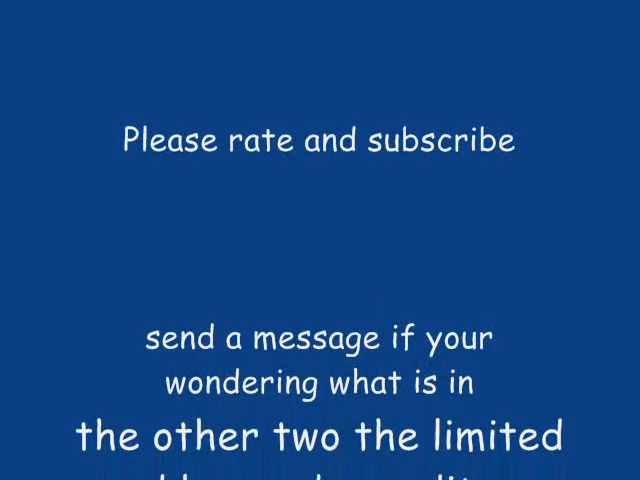 Please rate and subscribe
send a message if your
wondering what is in
the other two the limited